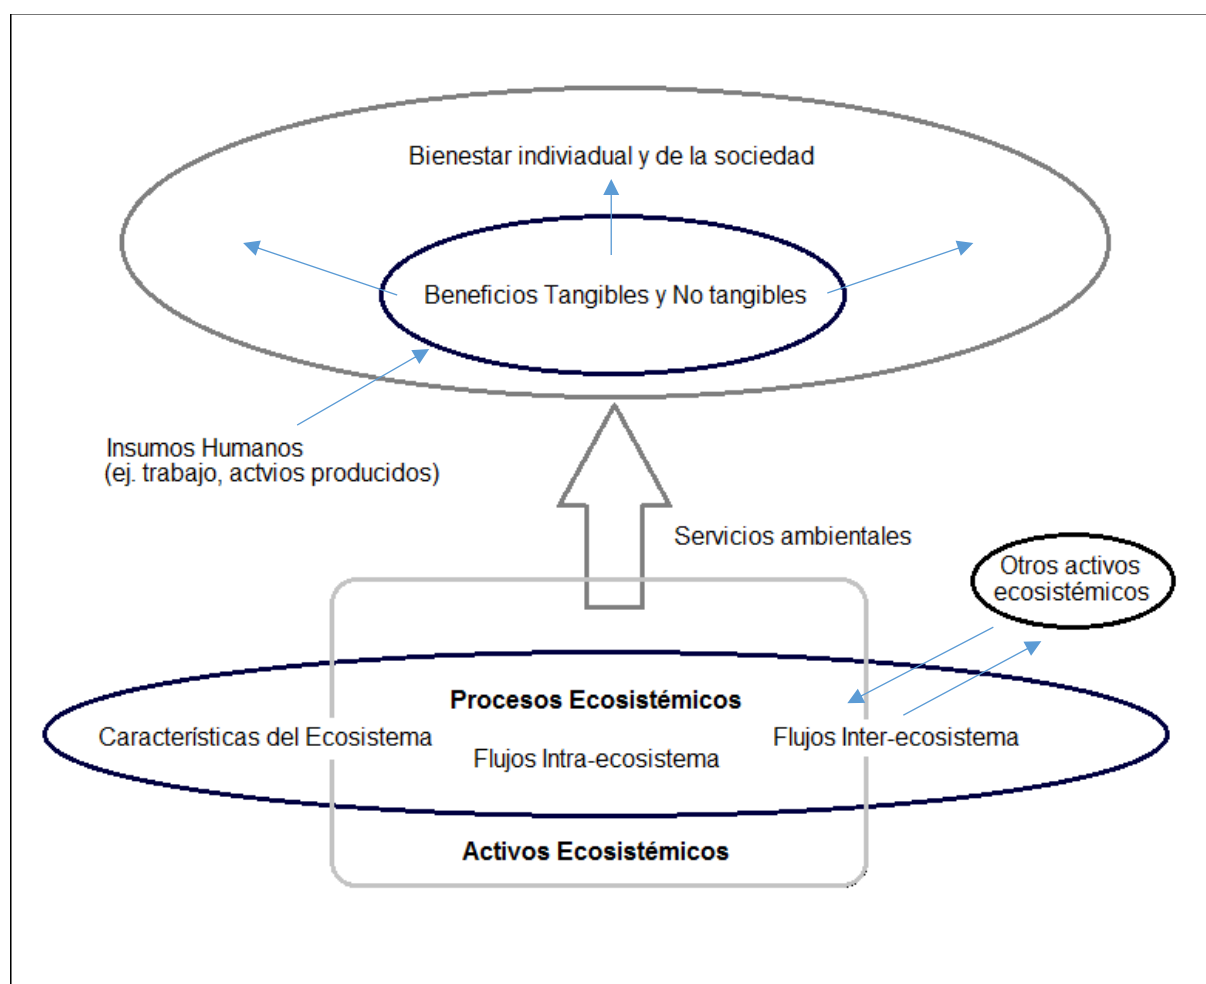 Bienestar indiviadual y de la sociedad
Beneficios Tangibles y No tangibles
Insumos Humanos
(ej. trabajo, actvios producidos)
Servicios ambientales
Otros activos
ecosistémicos
Procesos Ecosistémicos
Características del Ecosistema
Flujos Intra-ecosistema
Flujos Inter-ecosistema
Activos Ecosistémicos